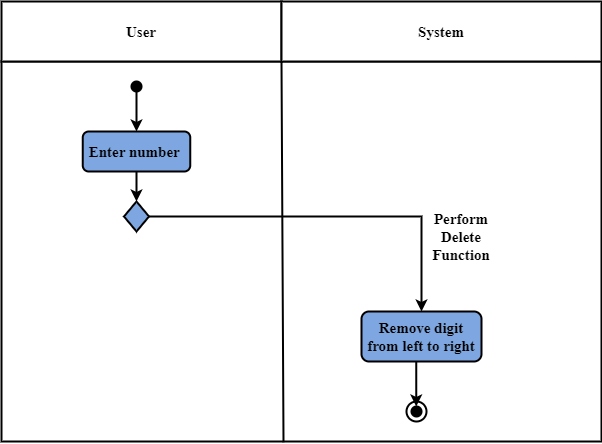 User
System
Enter number
Perform
Delete
Function
Remove digit
from left to right